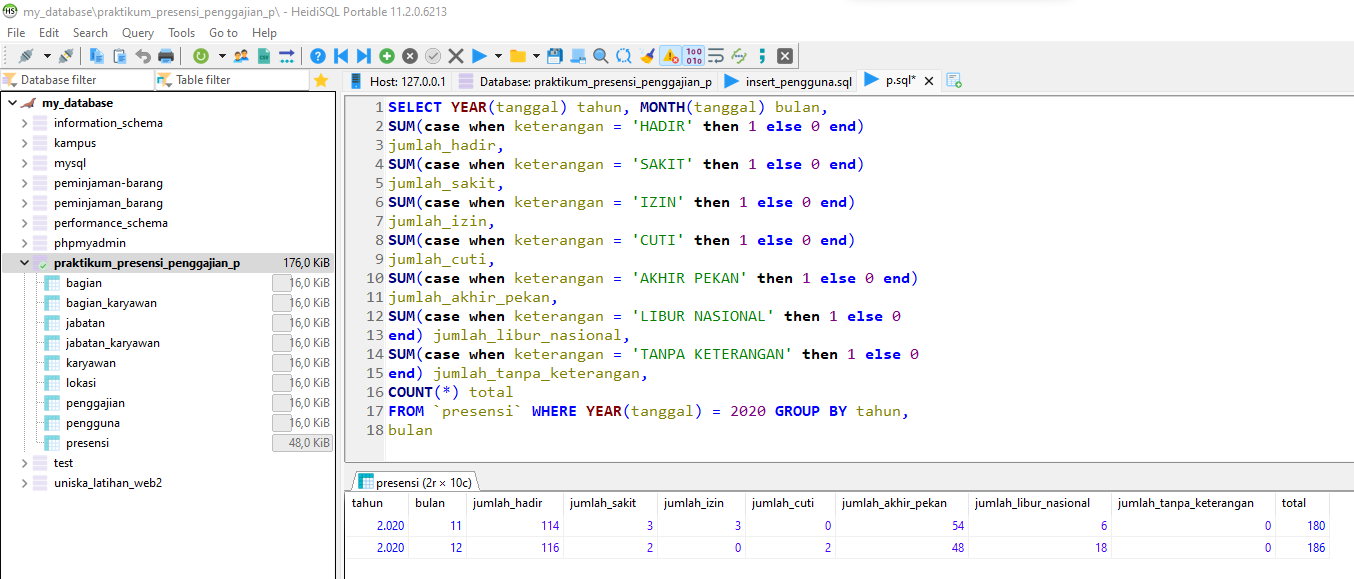 my_database\praktikum_presensi_penggajian_p\ - HeidiSQL Portable 11.2.0.6213
File Edit Search Query Tools Go to Help
Database filter Table filter
Host: 127.0.0.1 Database: praktikum_presensi_penggajian_p insert_pengguna.sql p.sql*
my_database
information_schema
kampus
mysql
peminjaman-barang
peminjaman_barang
performance_schema
phpmyadmin
praktikum_presensi_penggajian_p 176,0 KiB
bagian 16,0 KiB
bagian_karyawan 16,0 KiB
jabatan 16,0 KiB
jabatan_karyawan 16,0 KiB
karyawan 16,0 KiB
lokasi 16,0 KiB
penggajian 16,0 KiB
pengguna 16,0 KiB
presensi 48,0 KiB
test
uniska_latihan_web2
1 SELECT YEAR(tanggal) tahun, MONTH(tanggal) bulan,
2 SUM(case when keterangan = 'HADIR' then 1 else 0 end)
3 jumlah_hadir,
4 SUM(case when keterangan = 'SAKIT' then 1 else 0 end)
5 jumlah_sakit,
6 SUM(case when keterangan = 'IZIN' then 1 else 0 end)
7 jumlah_izin,
8 SUM(case when keterangan = 'CUTI' then 1 else 0 end)
9 jumlah_cuti,
10 SUM(case when keterangan = 'AKHIR PEKAN' then 1 else 0 end)
11 jumlah_akhir_pekan,
12 SUM(case when keterangan = 'LIBUR NASIONAL' then 1 else 0
13 end) jumlah_libur_nasional,
14 SUM(case when keterangan = 'TANPA KETERANGAN' then 1 else 0
15 end) jumlah_tanpa_keterangan,
16 COUNT(*) total
17 FROM `presensi` WHERE YEAR(tanggal) = 2020 GROUP BY tahun,
18 bulan
presensi (2r × 10c)
tahun bulan jumlah_hadir jumlah_sakit jumlah_izin jumlah_cuti jumlah_akhir_pekan jumlah_libur_nasional jumlah_tanpa_keterangan total
2.020 11 114 3 3 0 54 6 0 180
2.020 12 116 2 0 2 48 18 0 186